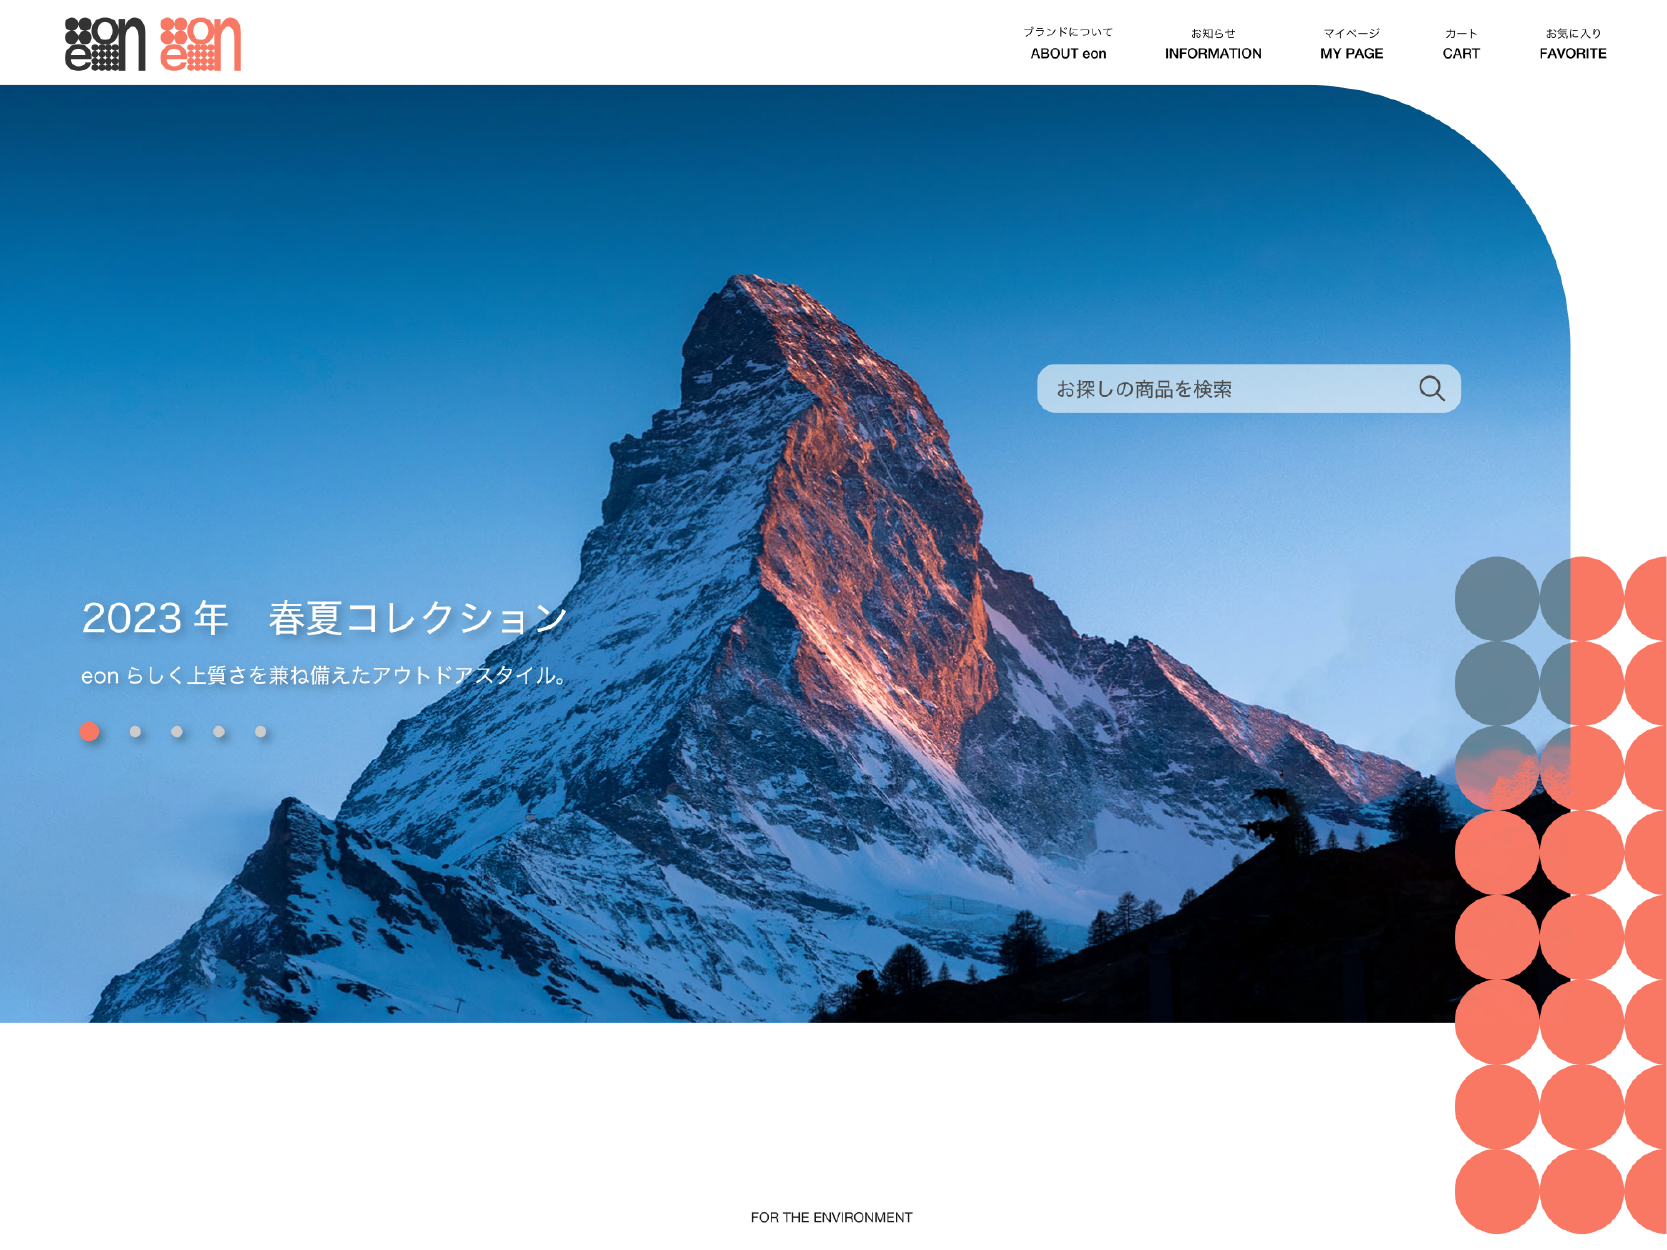 eon eon
ブランドについて
ABOUT eon
お知らせ
INFORMATION
マイページ
MY PAGE
カート
CART
お気に入り
FAVORITE
お探しの商品を検索
2023 年　春夏コレクション
eon らしく上質さを兼ね備えたアウトドアスタイル。
FOR THE ENVIRONMENT